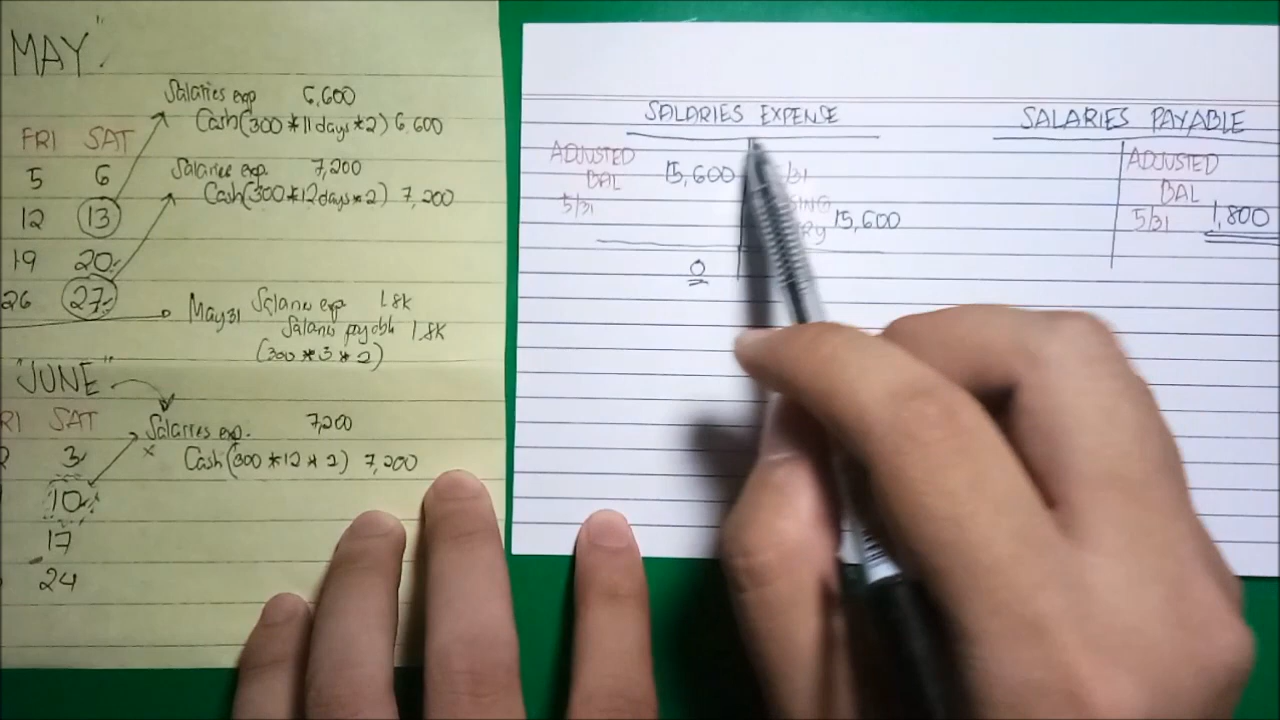 "MAY"
Salaries exp 6,600
Cash (300 * 11 days * 2) 6,600
FRI SAT
5 6
12 13
19 20
26 27
Salaries exp. 7,200
Cash (300 * 12 days * 2) 7,200
May 31 Salaries exp 1.8K
Salaries payable 1.8K
(300 * 3 * 2)
"JUNE"
SAT
3
10
17
24
Salaries exp. 7,200
x Cash (300 * 12 * 2) 7,200
SALARIES EXPENSE
ADJUSTED
BAL 15,600
5/31
/31
15,600
0
SALARIES PAYABLE
ADJUSTED
BAL
5/31 1,800